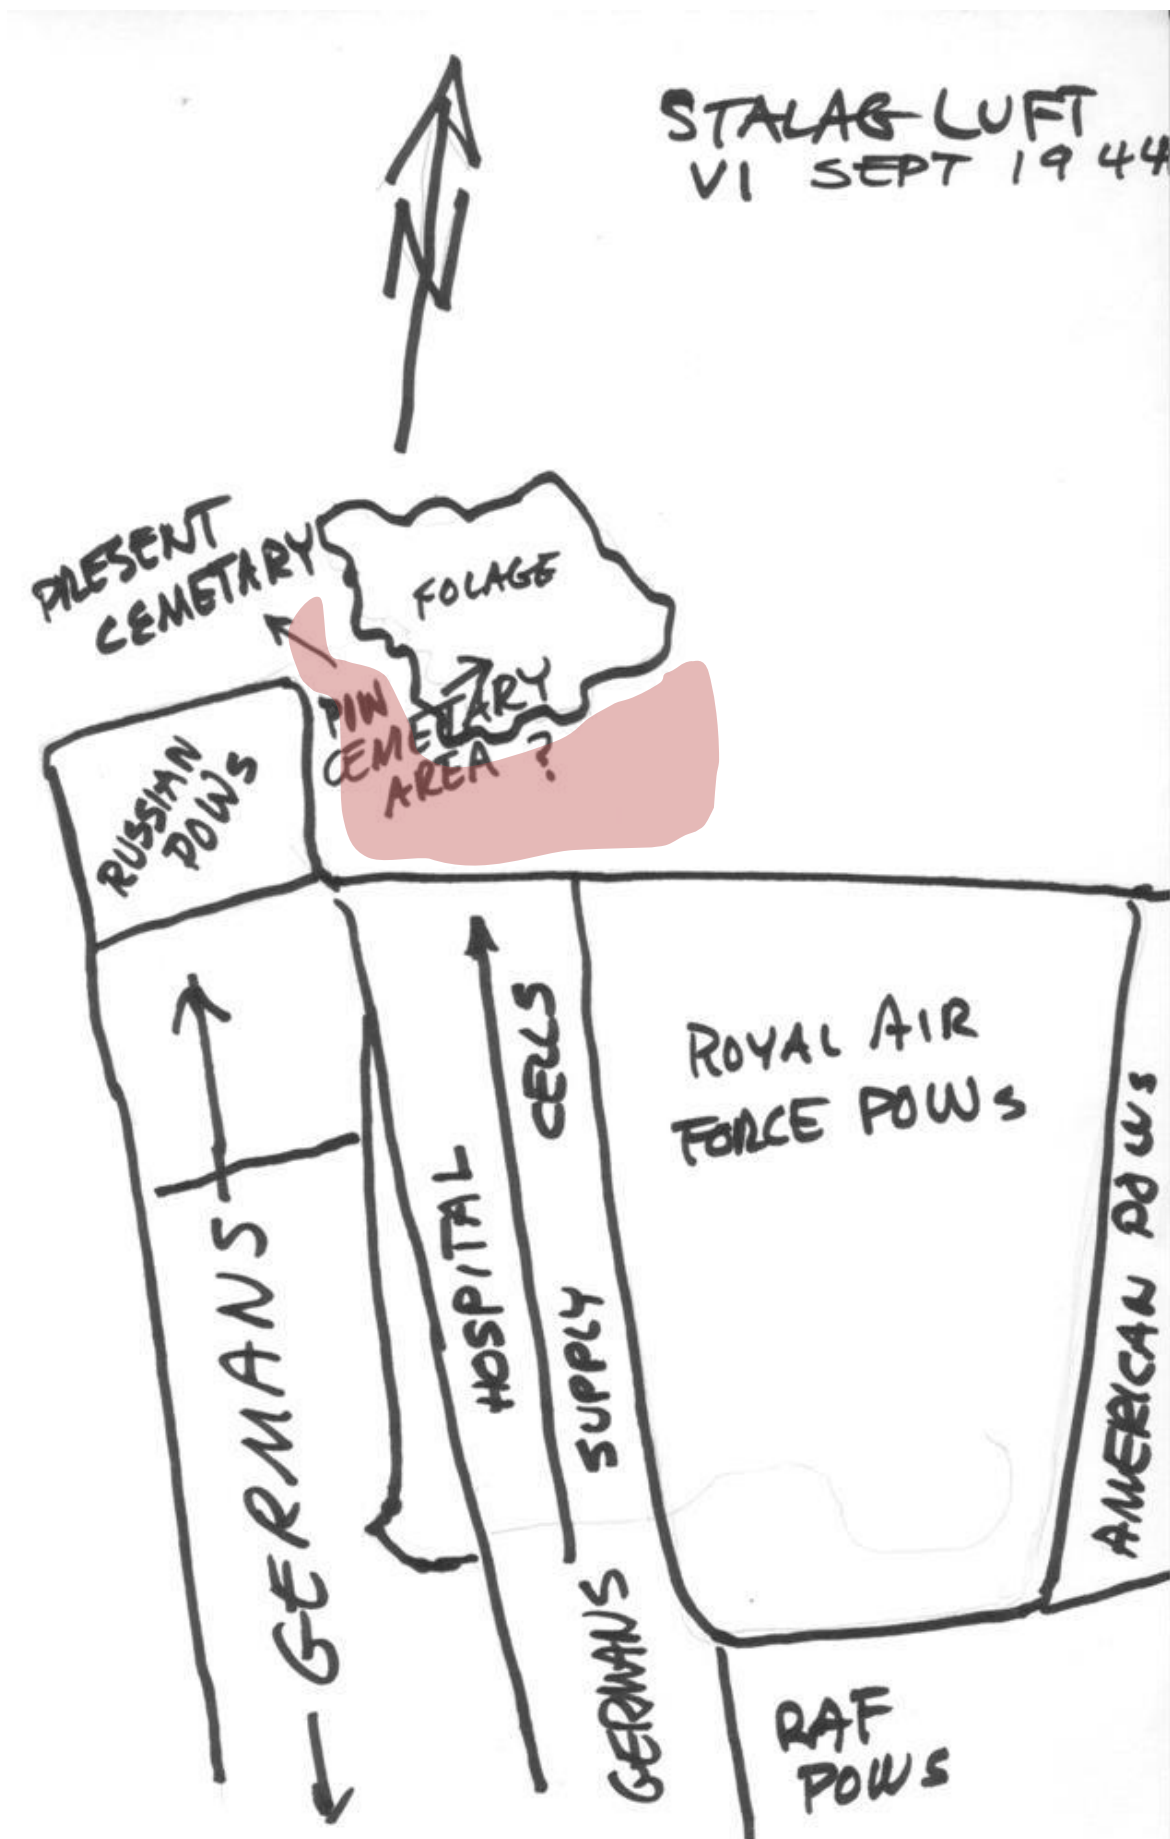 STALAG LUFT
VI SEPT 1944
N
PRESENT
CEMETARY
FOLAGE
PIW
CEMETARY
AREA ?
RUSSIAN
POWS
CELLS
ROYAL AIR
FORCE POWS
HOSPITAL
AMERICAN POWS
GERMANS
SUPPLY
GERMANS
RAF
POWS